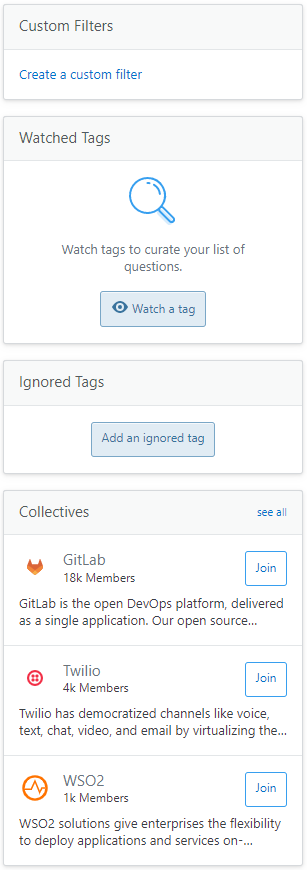 Custom Filters
Create a custom filter
Watched Tags
Watch tags to curate your list of
questions.
Watch a tag
Ignored Tags
Add an ignored tag
Collectives see all
GitLab
18k Members
Join
GitLab is the open DevOps platform, delivered
as a single application. Our open source...
Twilio
4k Members
Join
Twilio has democratized channels like voice,
text, chat, video, and email by virtualizing the...
WSO2
1k Members
Join
WSO2 solutions give enterprises the flexibility
to deploy applications and services on-...